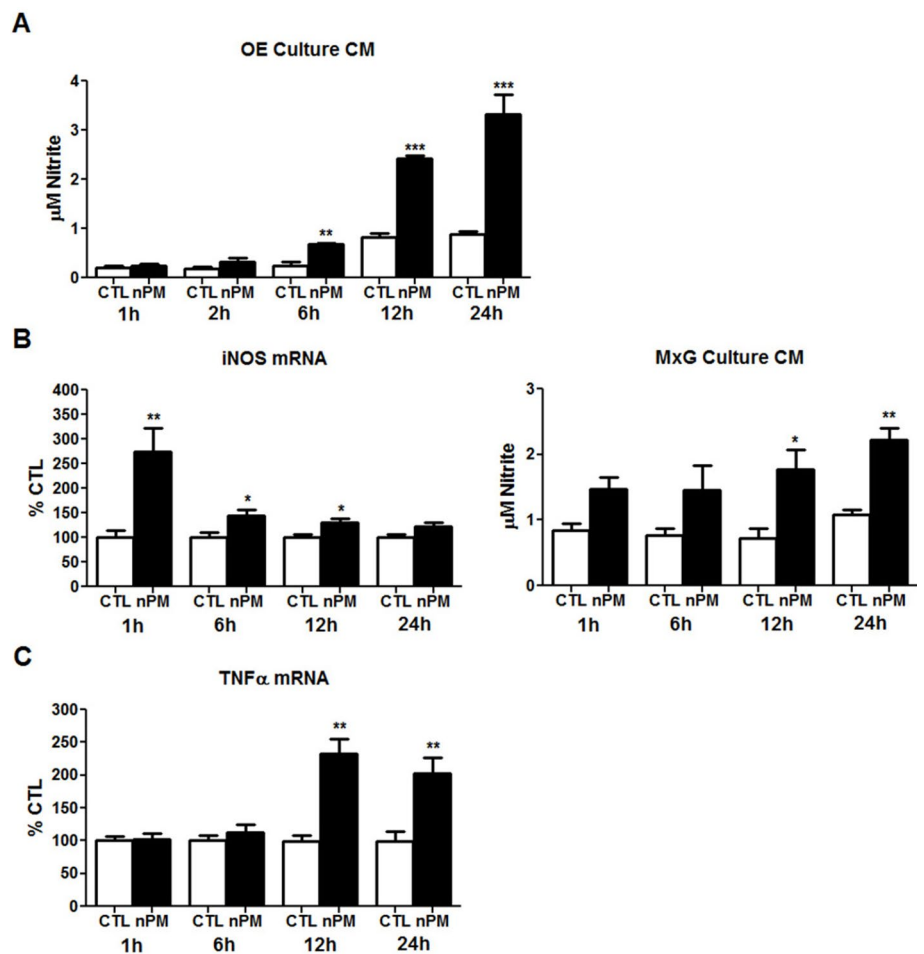 A
OE Culture CM
μM Nitrite
4
3
2
1
0
*** ***
**
CTL nPM CTL nPM CTL nPM CTL nPM CTL nPM
1h 2h 6h 12h 24h
B
iNOS mRNA
% CTL
400
350
300
250
200
150
100
50
0
**
* *
CTL nPM CTL nPM CTL nPM CTL nPM
1h 6h 12h 24h
MxG Culture CM
μM Nitrite
3
2
1
0
* **
CTL nPM CTL nPM CTL nPM CTL nPM
1h 6h 12h 24h
C
TNFα mRNA
% CTL
300
250
200
150
100
50
0
** **
CTL nPM CTL nPM CTL nPM CTL nPM
1h 6h 12h 24h